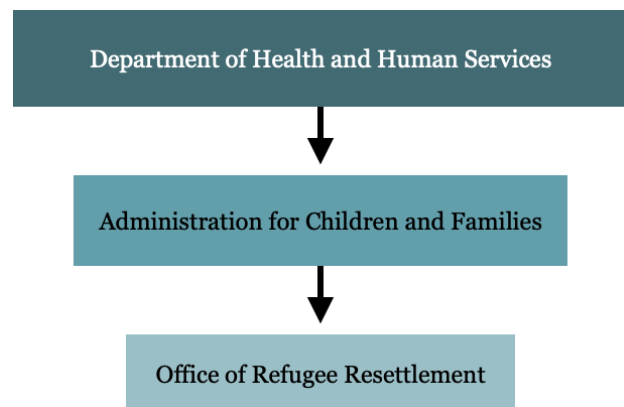 Department of Health and Human Services
Administration for Children and Families
Office of Refugee Resettlement